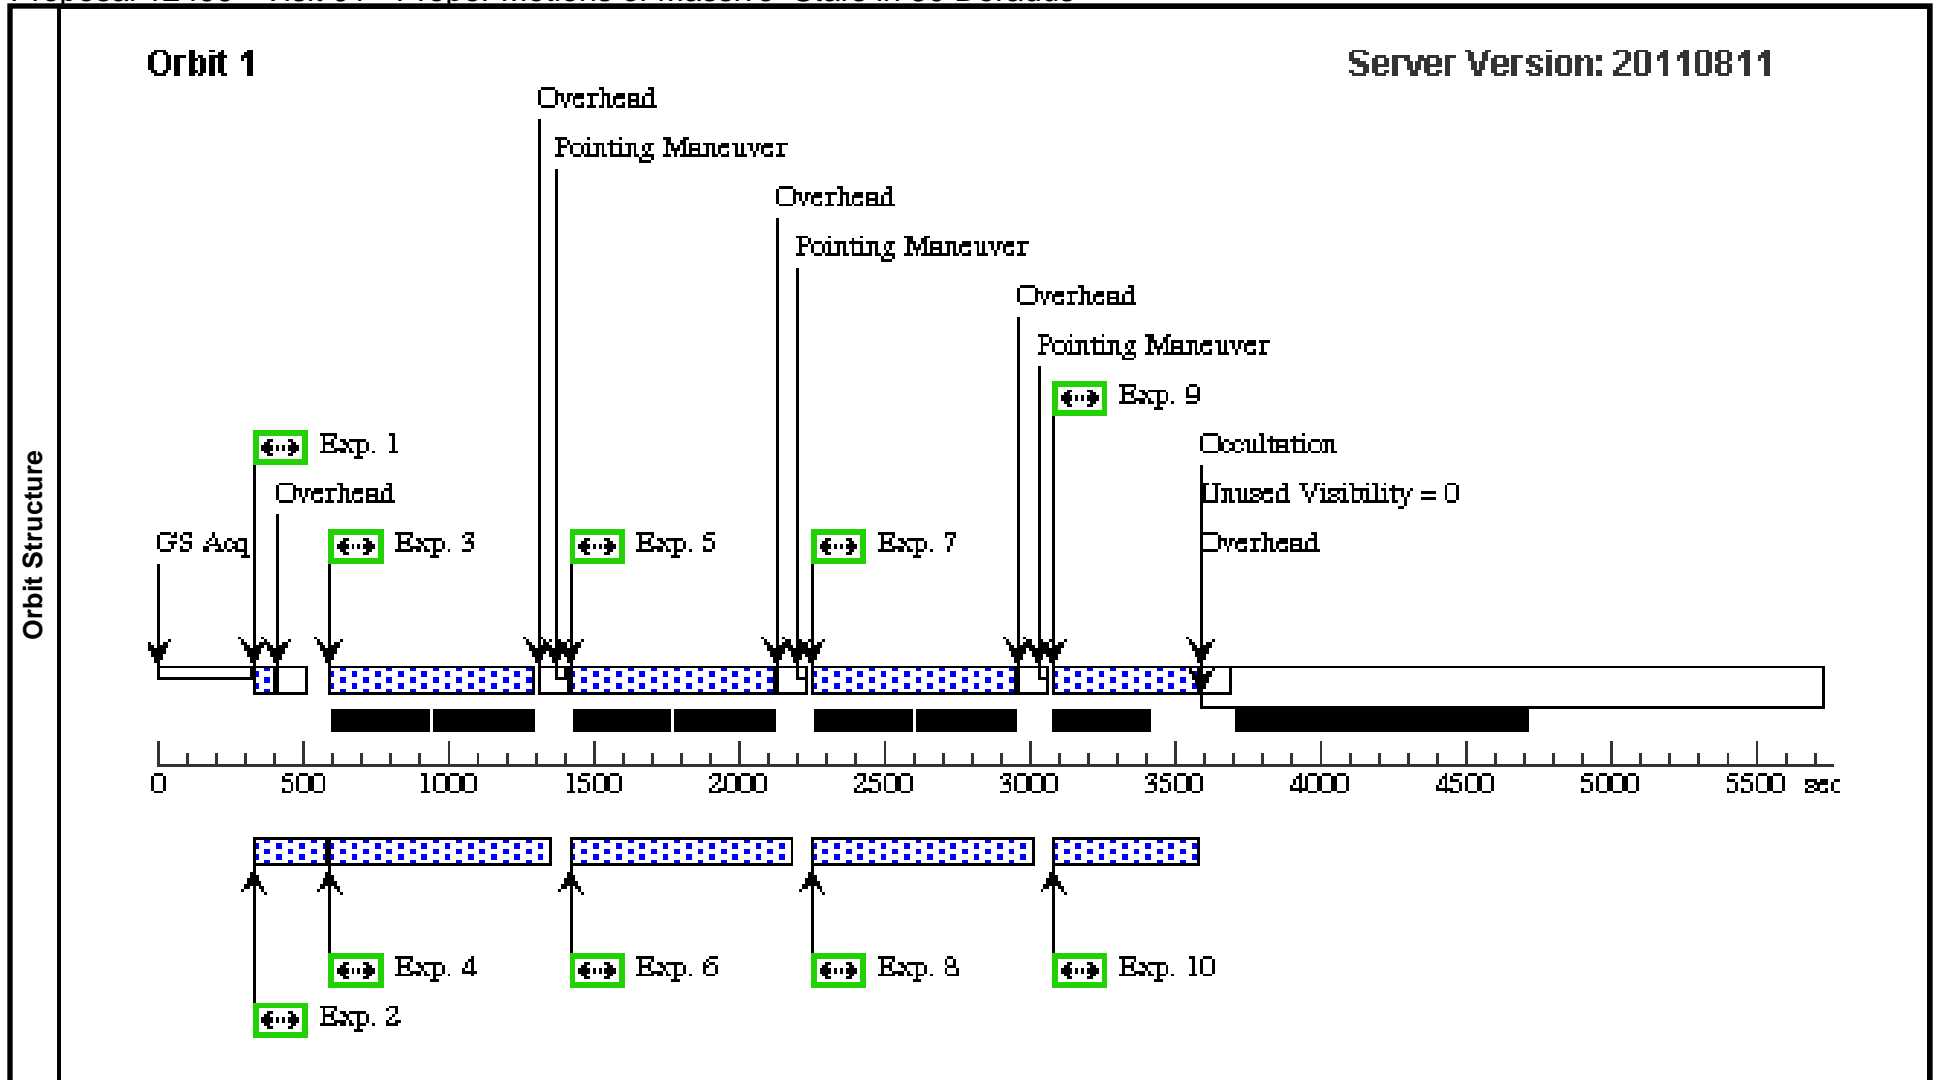 Orbit 1
Server Version: 20110811
Overhead
Pointing Maneuver
Overhead
Pointing Maneuver
Overhead
Pointing Maneuver
Exp. 9
Exp. 1
Occultation
Overhead
Unused Visibility = 0
GS Acq
Exp. 3
Exp. 5
Exp. 7
Overhead
Orbit Structure
0 500 1000 1500 2000 2500 3000 3500 4000 4500 5000 5500 sec
Exp. 4
Exp. 6
Exp. 8
Exp. 10
Exp. 2